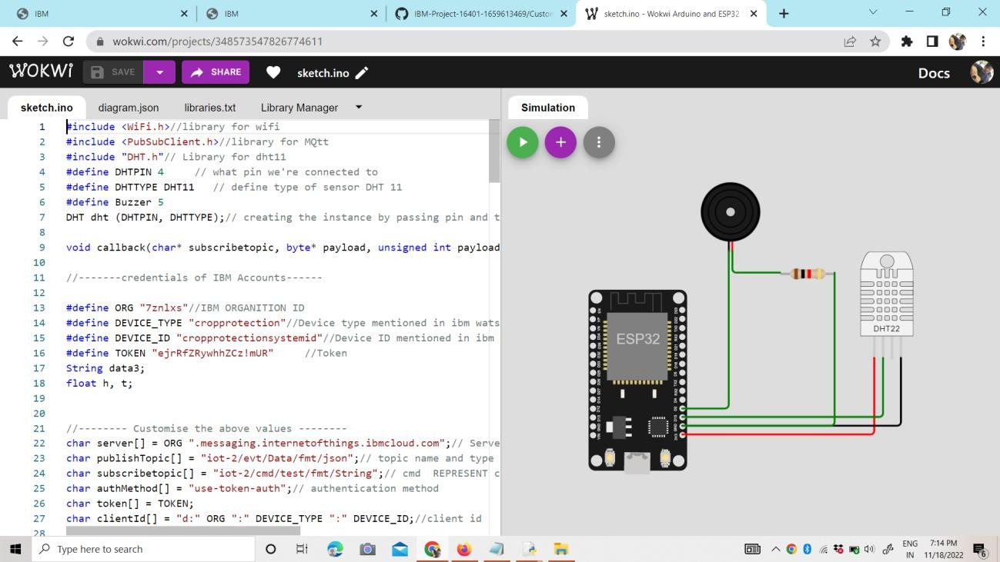 IBM
IBM
IBM-Project-16401-1659613469/Custor
sketch.ino - Wokwi Arduino and ESP32
wokwi.com/projects/348573547826774611
WOKWI
SAVE
SHARE
sketch.ino
Docs
sketch.ino
diagram.json
libraries.txt
Library Manager
Simulation
1 #include <WiFi.h>//library for wifi
2 #include <PubSubClient.h>//library for MQtt
3 #include "DHT.h"// Library for dht11
4 #define DHTPIN 4     // what pin we're connected to
5 #define DHTTYPE DHT11   // define type of sensor DHT 11
6 #define Buzzer 5
7 DHT dht (DHTPIN, DHTTYPE);// creating the instance by passing pin and t
8
9 void callback(char* subscribetopic, byte* payload, unsigned int payload
10
11 //-------credentials of IBM Accounts------
12
13 #define ORG "7znlxs"//IBM ORGANITION ID
14 #define DEVICE_TYPE "cropprotection"//Device type mentioned in ibm wats
15 #define DEVICE_ID "cropprotectionsystemid"//Device ID mentioned in ibm
16 #define TOKEN "ejrRfZRywhhZCz!mUR"     //Token
17 String data3;
18 float h, t;
19
20
21 //-------- Customise the above values --------
22 char server[] = ORG ".messaging.internetofthings.ibmcloud.com";// Serve
23 char publishTopic[] = "iot-2/evt/Data/fmt/json";// topic name and type
24 char subscribetopic[] = "iot-2/cmd/test/fmt/String";// cmd  REPRESENT c
25 char authMethod[] = "use-token-auth";// authentication method
26 char token[] = TOKEN;
27 char clientId[] = "d:" ORG ":" DEVICE_TYPE ":" DEVICE_ID;//client id
28
ESP32
DHT22
Type here to search
ENG
IN
7:14 PM
11/18/2022
6